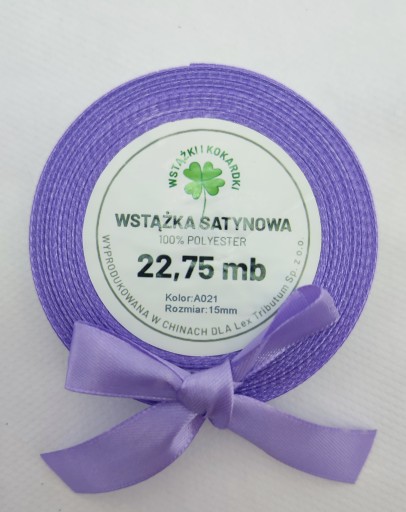 WSTĄŻKI I KOKARDKI
WSTĄŻKA SATYNOWA
100% POLYESTER
22,75 mb
Kolor:A021
Rozmiar:15mm
WYPRODUKOWANA W CHINACH DLA Lex Tributum Sp. z o.o